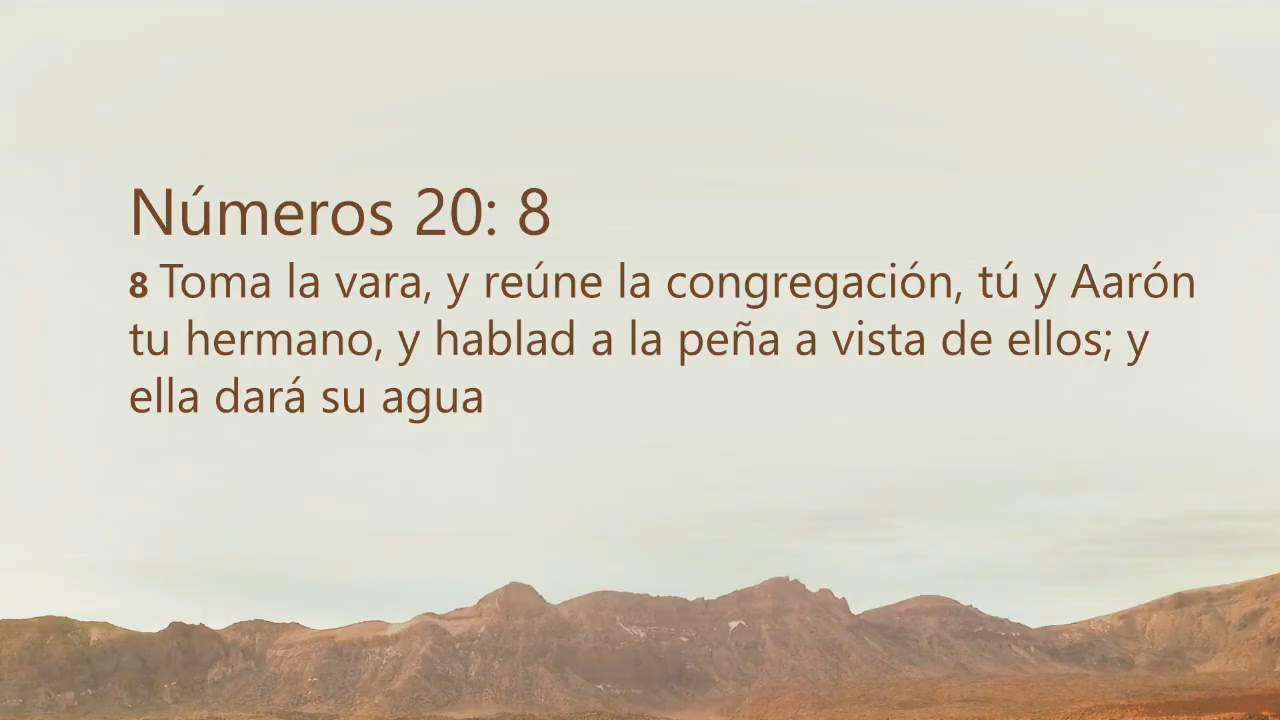 Números 20: 8
8 Toma la vara, y reúne la congregación, tú y Aarón
tu hermano, y hablad a la peña a vista de ellos; y
ella dará su agua